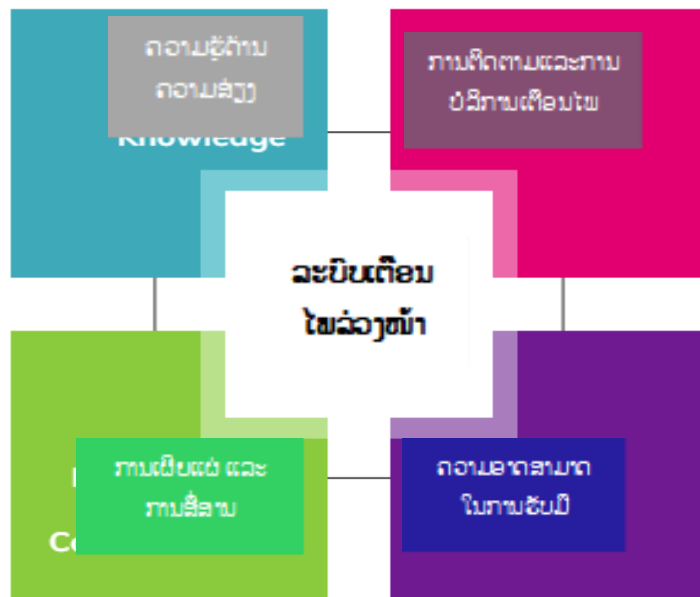 ຄວາມຮູ້ດ້ານ
ຄວາມສ່ຽງ
Knowledge
ການຕິດຕາມແລະການ
ບໍລິການເຕືອນໄພ
ລະບົບເຕືອນ
ໄພລ່ວງໜ້າ
ການເຜີຍແຜ່ ແລະ
ການສື່ສານ
ຄວາມອາດສາມາດ
ໃນການຮັບມື